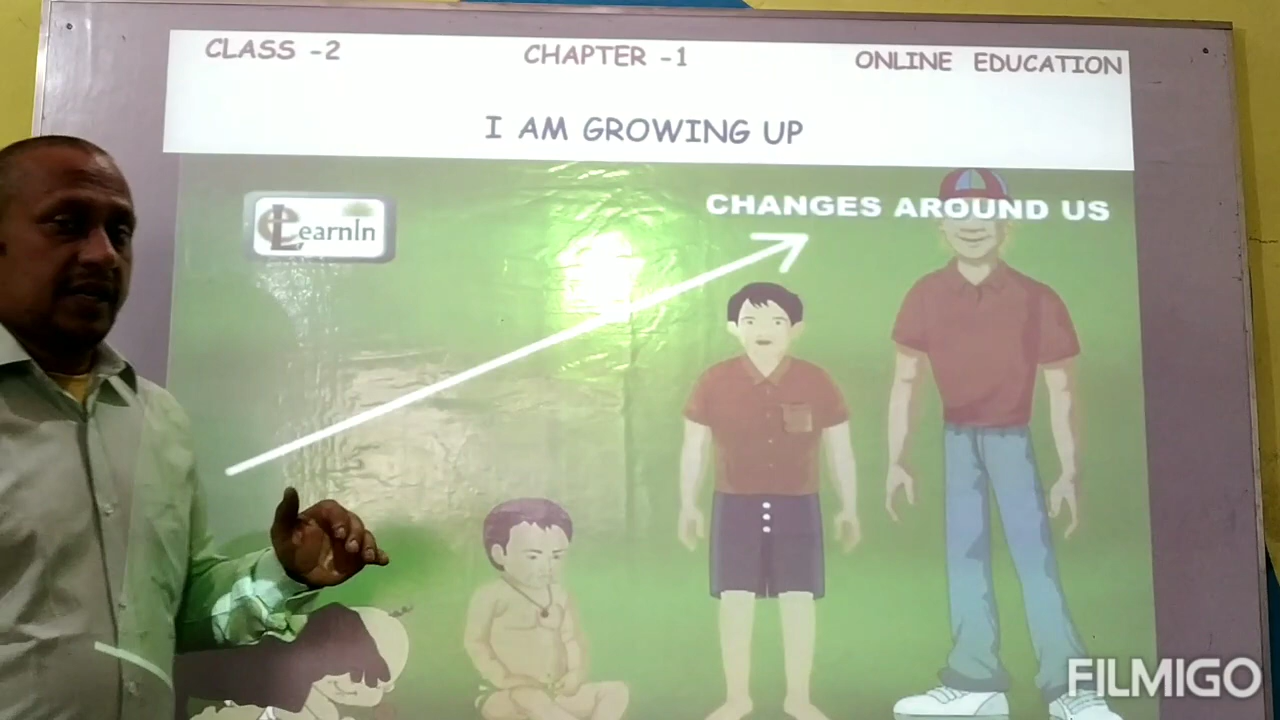 CLASS -2 CHAPTER -1 ONLINE EDUCATION
I AM GROWING UP
LearnIn
CHANGES AROUND US
FILMIGO